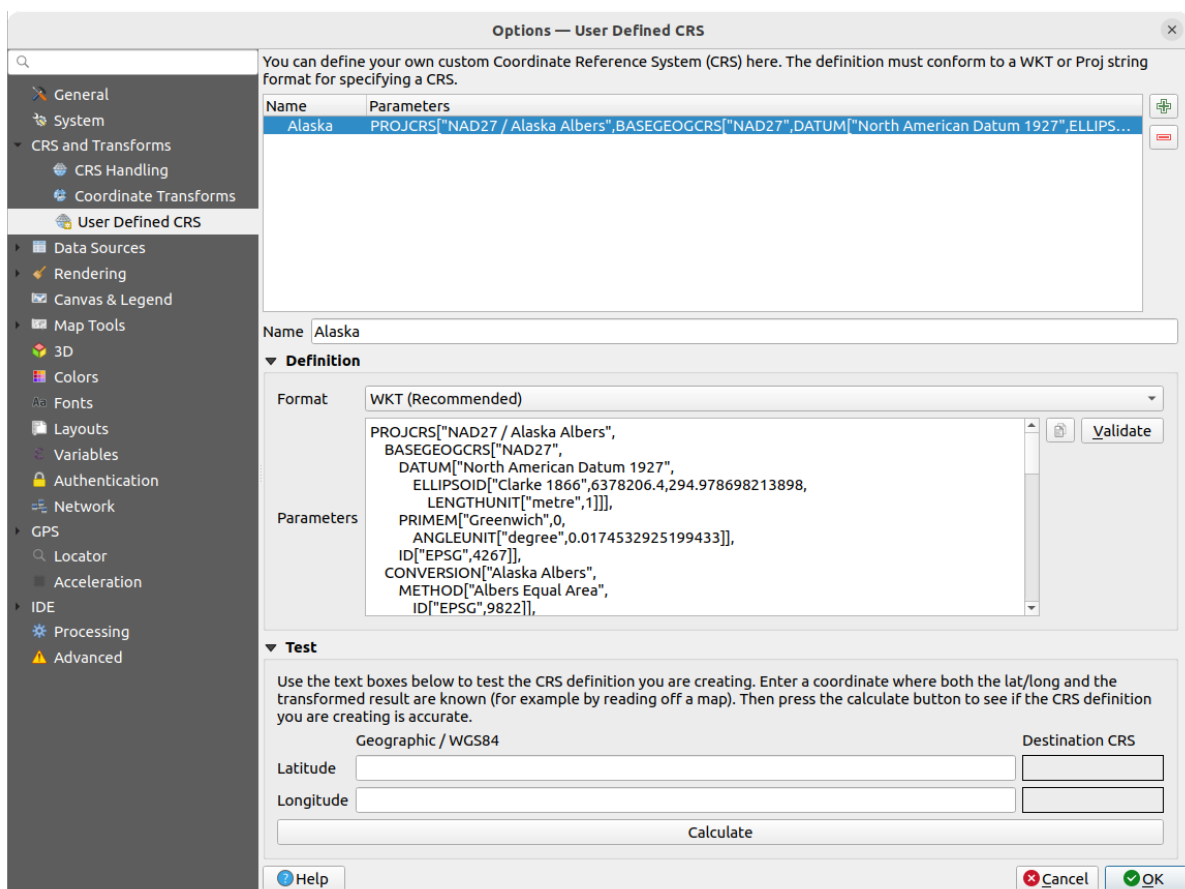 Options — User Defined CRS
General
System
CRS and Transforms
CRS Handling
Coordinate Transforms
User Defined CRS
Data Sources
Rendering
Canvas & Legend
Map Tools
3D
Colors
Aa Fonts
Layouts
Variables
Authentication
Network
GPS
Locator
Acceleration
IDE
Processing
Advanced
You can define your own custom Coordinate Reference System (CRS) here. The definition must conform to a WKT or Proj string
format for specifying a CRS.
Name Parameters
Alaska PROJCRS["NAD27 / Alaska Albers",BASEGEOGCRS["NAD27",DATUM["North American Datum 1927",ELLIPS...
Name Alaska
Definition
Format WKT (Recommended)
Parameters
PROJCRS["NAD27 / Alaska Albers",
BASEGEOGCRS["NAD27",
DATUM["North American Datum 1927",
ELLIPSOID["Clarke 1866",6378206.4,294.978698213898,
LENGTHUNIT["metre",1]]],
PRIMEM["Greenwich",0,
ANGLEUNIT["degree",0.0174532925199433]],
ID["EPSG",4267]],
CONVERSION["Alaska Albers",
METHOD["Albers Equal Area",
ID["EPSG",9822]],
Validate
Test
Use the text boxes below to test the CRS definition you are creating. Enter a coordinate where both the lat/long and the
transformed result are known (for example by reading off a map). Then press the calculate button to see if the CRS definition
you are creating is accurate.
Geographic / WGS84 Destination CRS
Latitude
Longitude
Calculate
Help Cancel OK